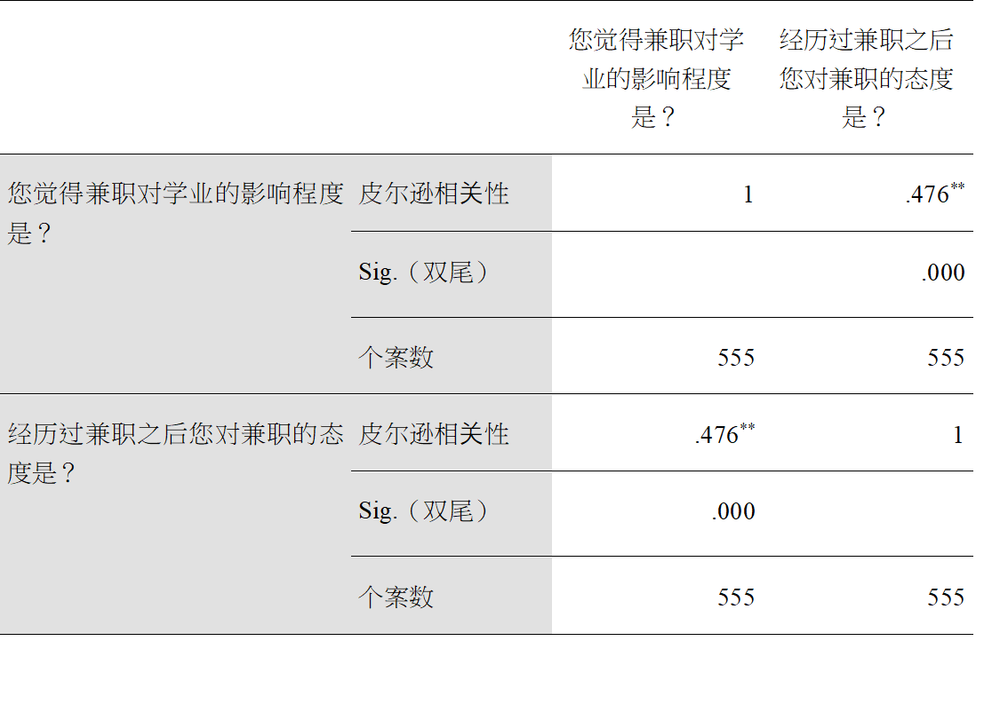 您觉得兼职对学
业的影响程度
是？
经历过兼职之后
您对兼职的态度
是？
您觉得兼职对学业的影响程度
是？
皮尔逊相关性 1 .476**
Sig.（双尾） .000
个案数 555 555
经历过兼职之后您对兼职的态
度是？
皮尔逊相关性 .476** 1
Sig.（双尾） .000
个案数 555 555